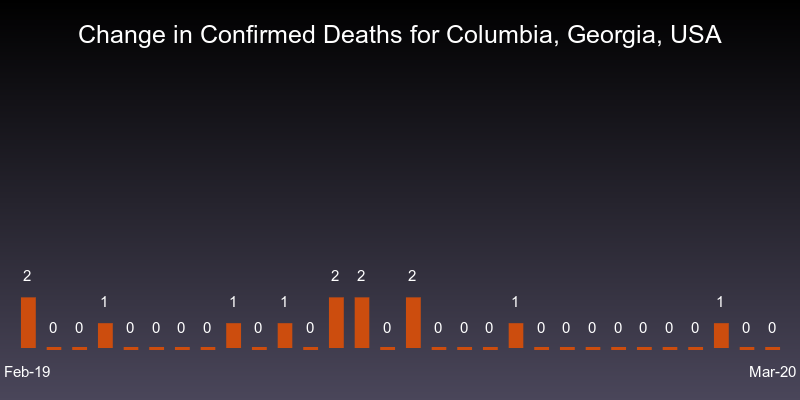 Change in Confirmed Deaths for Columbia, Georgia, USA
2 0 0 1 0 0 0 0 1 0 1 0 2 2 0 2 0 0 0 1 0 0 0 0 0 0 0 1 0 0
Feb-19 Mar-20